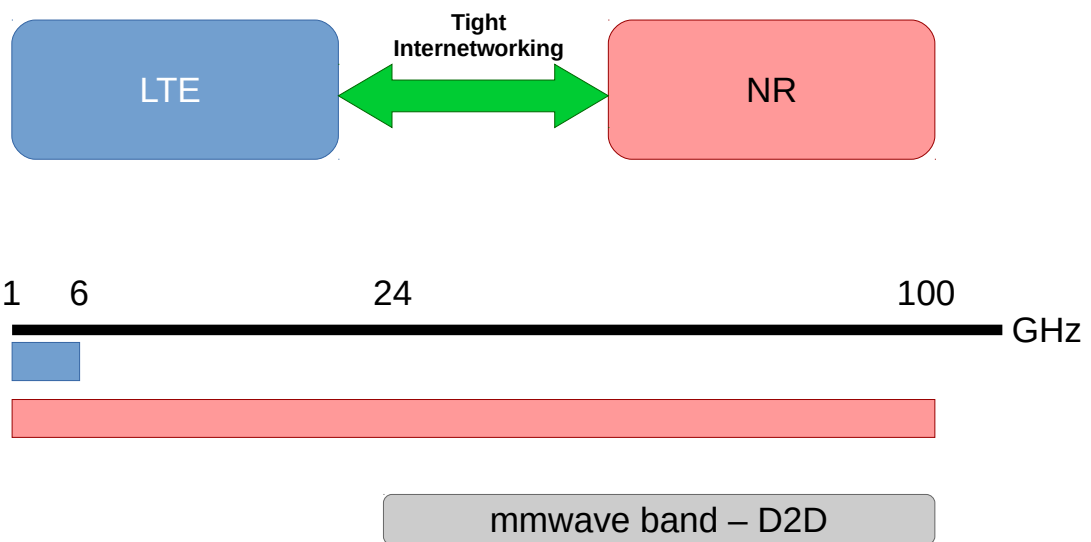 Tight
Internetworking
LTE
NR
1 6 24 100
GHz
mmwave band – D2D